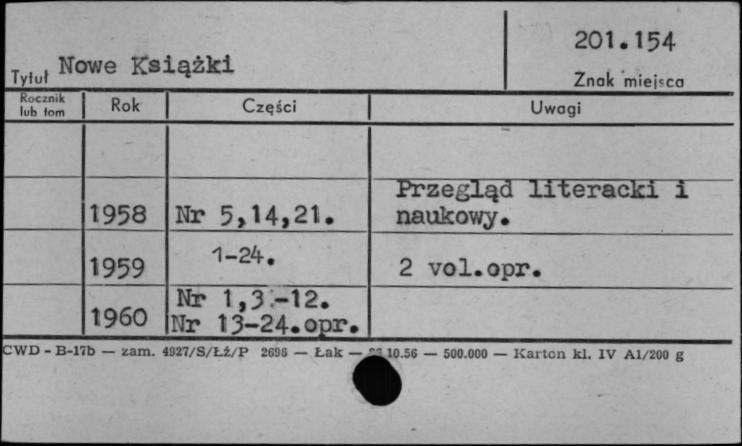 201.154
Tytuł Nowe Książki
Znak miejsca
Rocznik lub tom Rok Części Uwagi
Przegląd literacki i
1958 Nr 5,14,21. naukowy.
1959 1-24. 2 vol.opr.
Nr 1,3-12.
1960 Nr 13-24.opr.
CWD - B-17b — zam. 4927/S/ŁŻ/P 2696 — Łak — 10.56 — 500.000 — Karton kl. IV A1/200 g